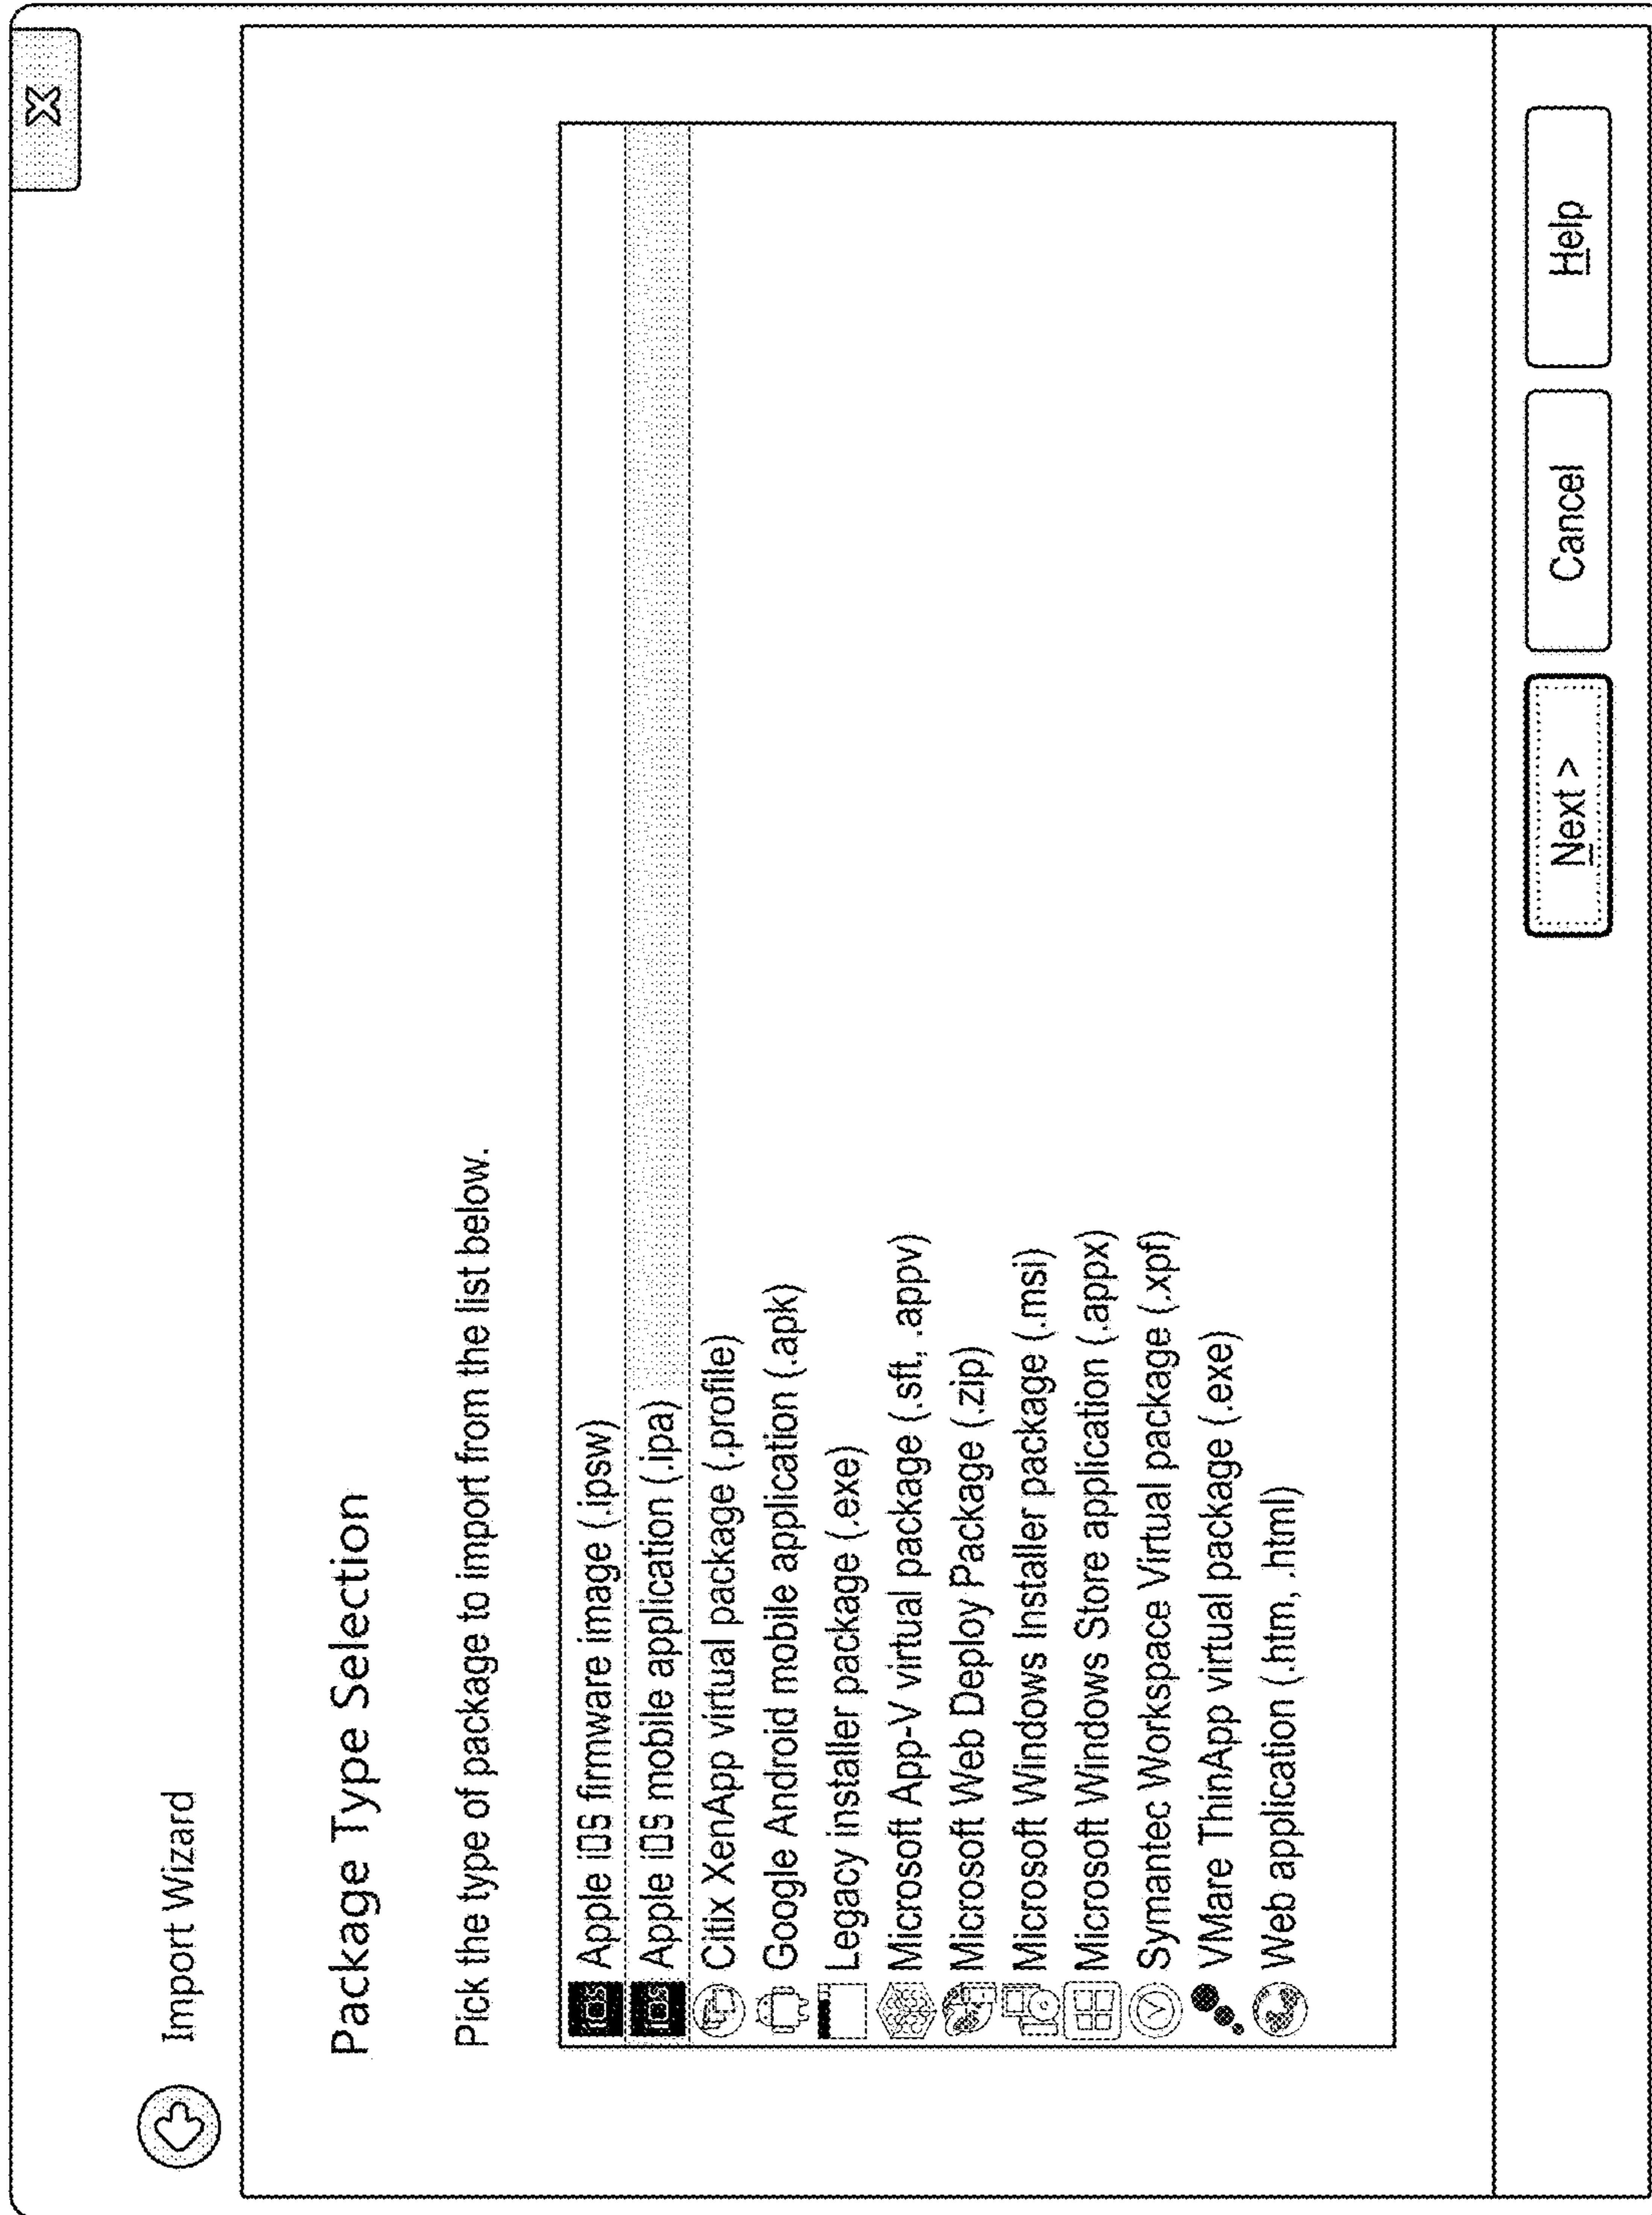 X
Import Wizard
Package Type Selection
Pick the type of package to import from the list below.
iOS Apple iOS firmware image (.ipsw)
iOS Apple iOS mobile application (.ipa)
Citix XenApp virtual package (.profile)
Google Android mobile application (.apk)
Legacy installer package (.exe)
Microsoft App-V virtual package (.sft, .appv)
Microsoft Web Deploy Package (.zip)
Microsoft Windows Installer package (.msi)
Microsoft Windows Store application (.appx)
Symantec Workspace Virtual package (.xpf)
VMare ThinApp virtual package (.exe)
Web application (.htm, .html)
Next > Cancel Help